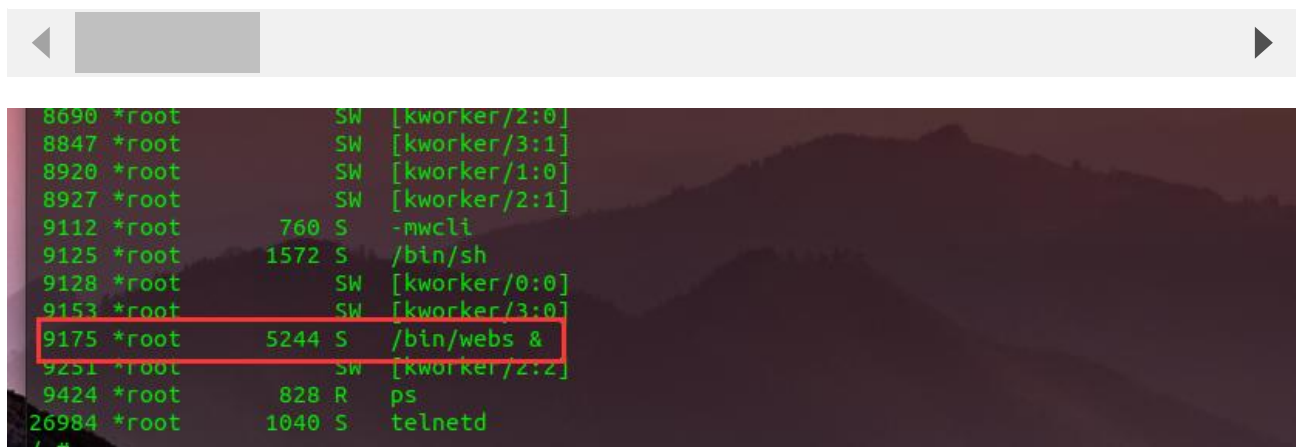 8690 *root SW [kworker/2:0]
8847 *root SW [kworker/3:1]
8920 *root SW [kworker/1:0]
8927 *root SW [kworker/2:1]
9112 *root 760 S -mwcli
9125 *root 1572 S /bin/sh
9128 *root SW [kworker/0:0]
9153 *root SW [kworker/3:0]
9175 *root 5244 S /bin/webs &
9251 *root SW [kworker/2:2]
9424 *root 828 R ps
26984 *root 1040 S telnetd
/ #